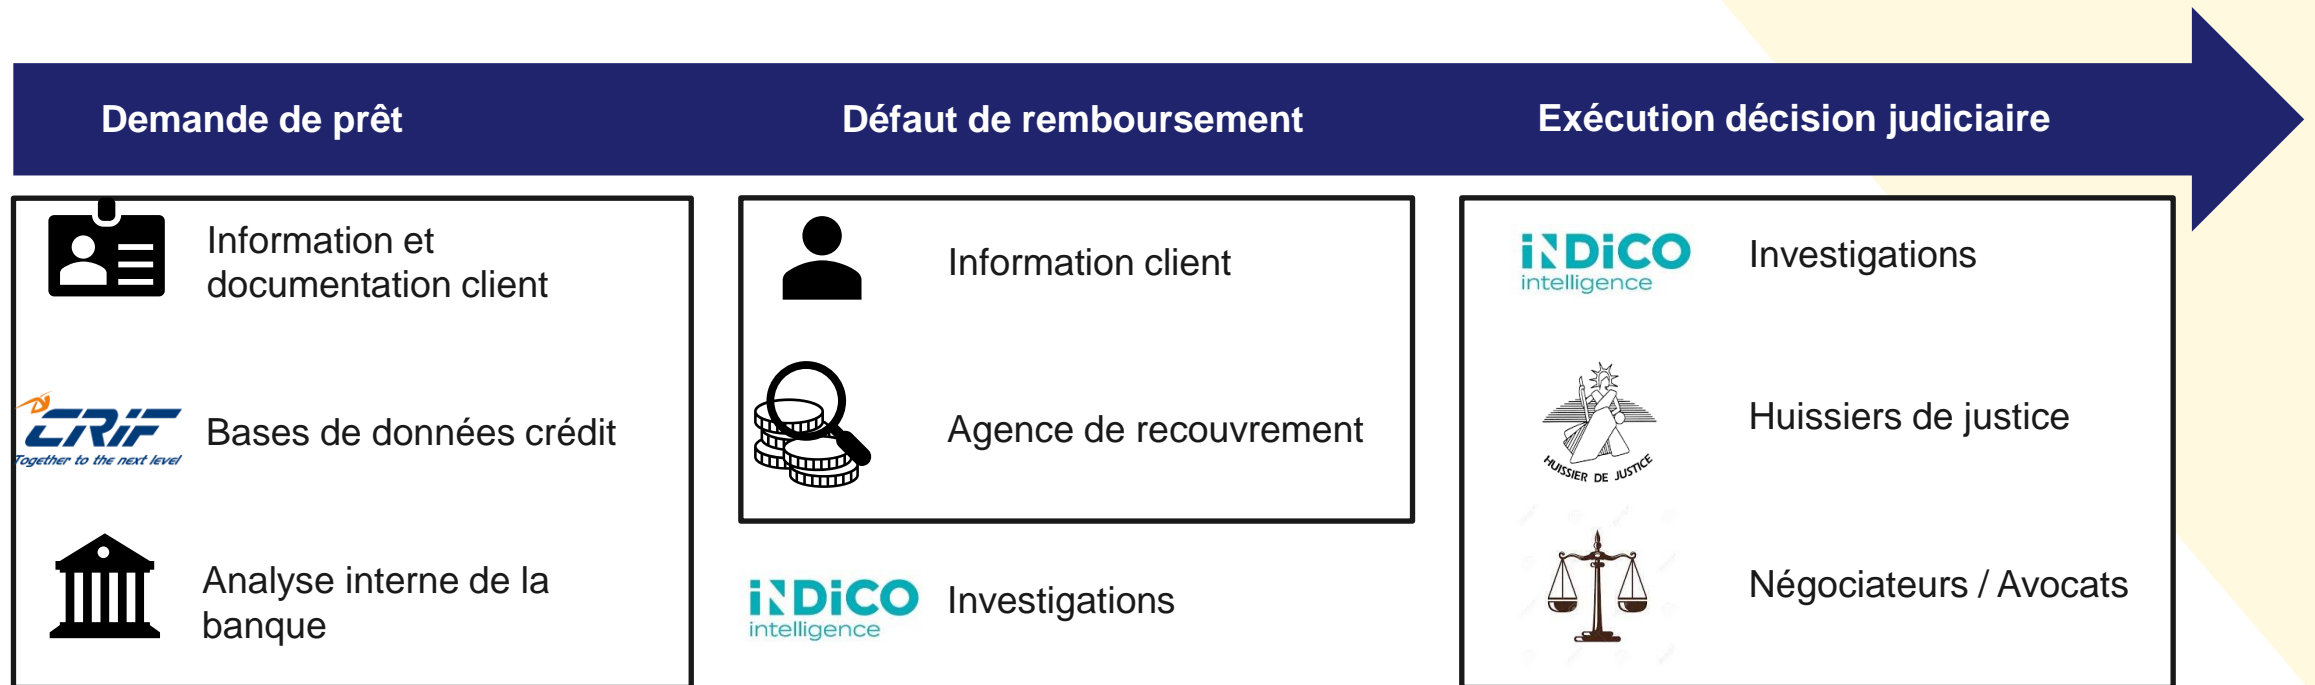 Demande de prêt
Défaut de remboursement
Exécution décision judiciaire
Information et
documentation client
CRIF
Together to the next level
Bases de données crédit
Analyse interne de la
banque
Information client
Agence de recouvrement
iNDiCO
intelligence
Investigations
iNDiCO
intelligence
Investigations
HUISSIER DE JUSTICE
Huissiers de justice
Négociateurs / Avocats